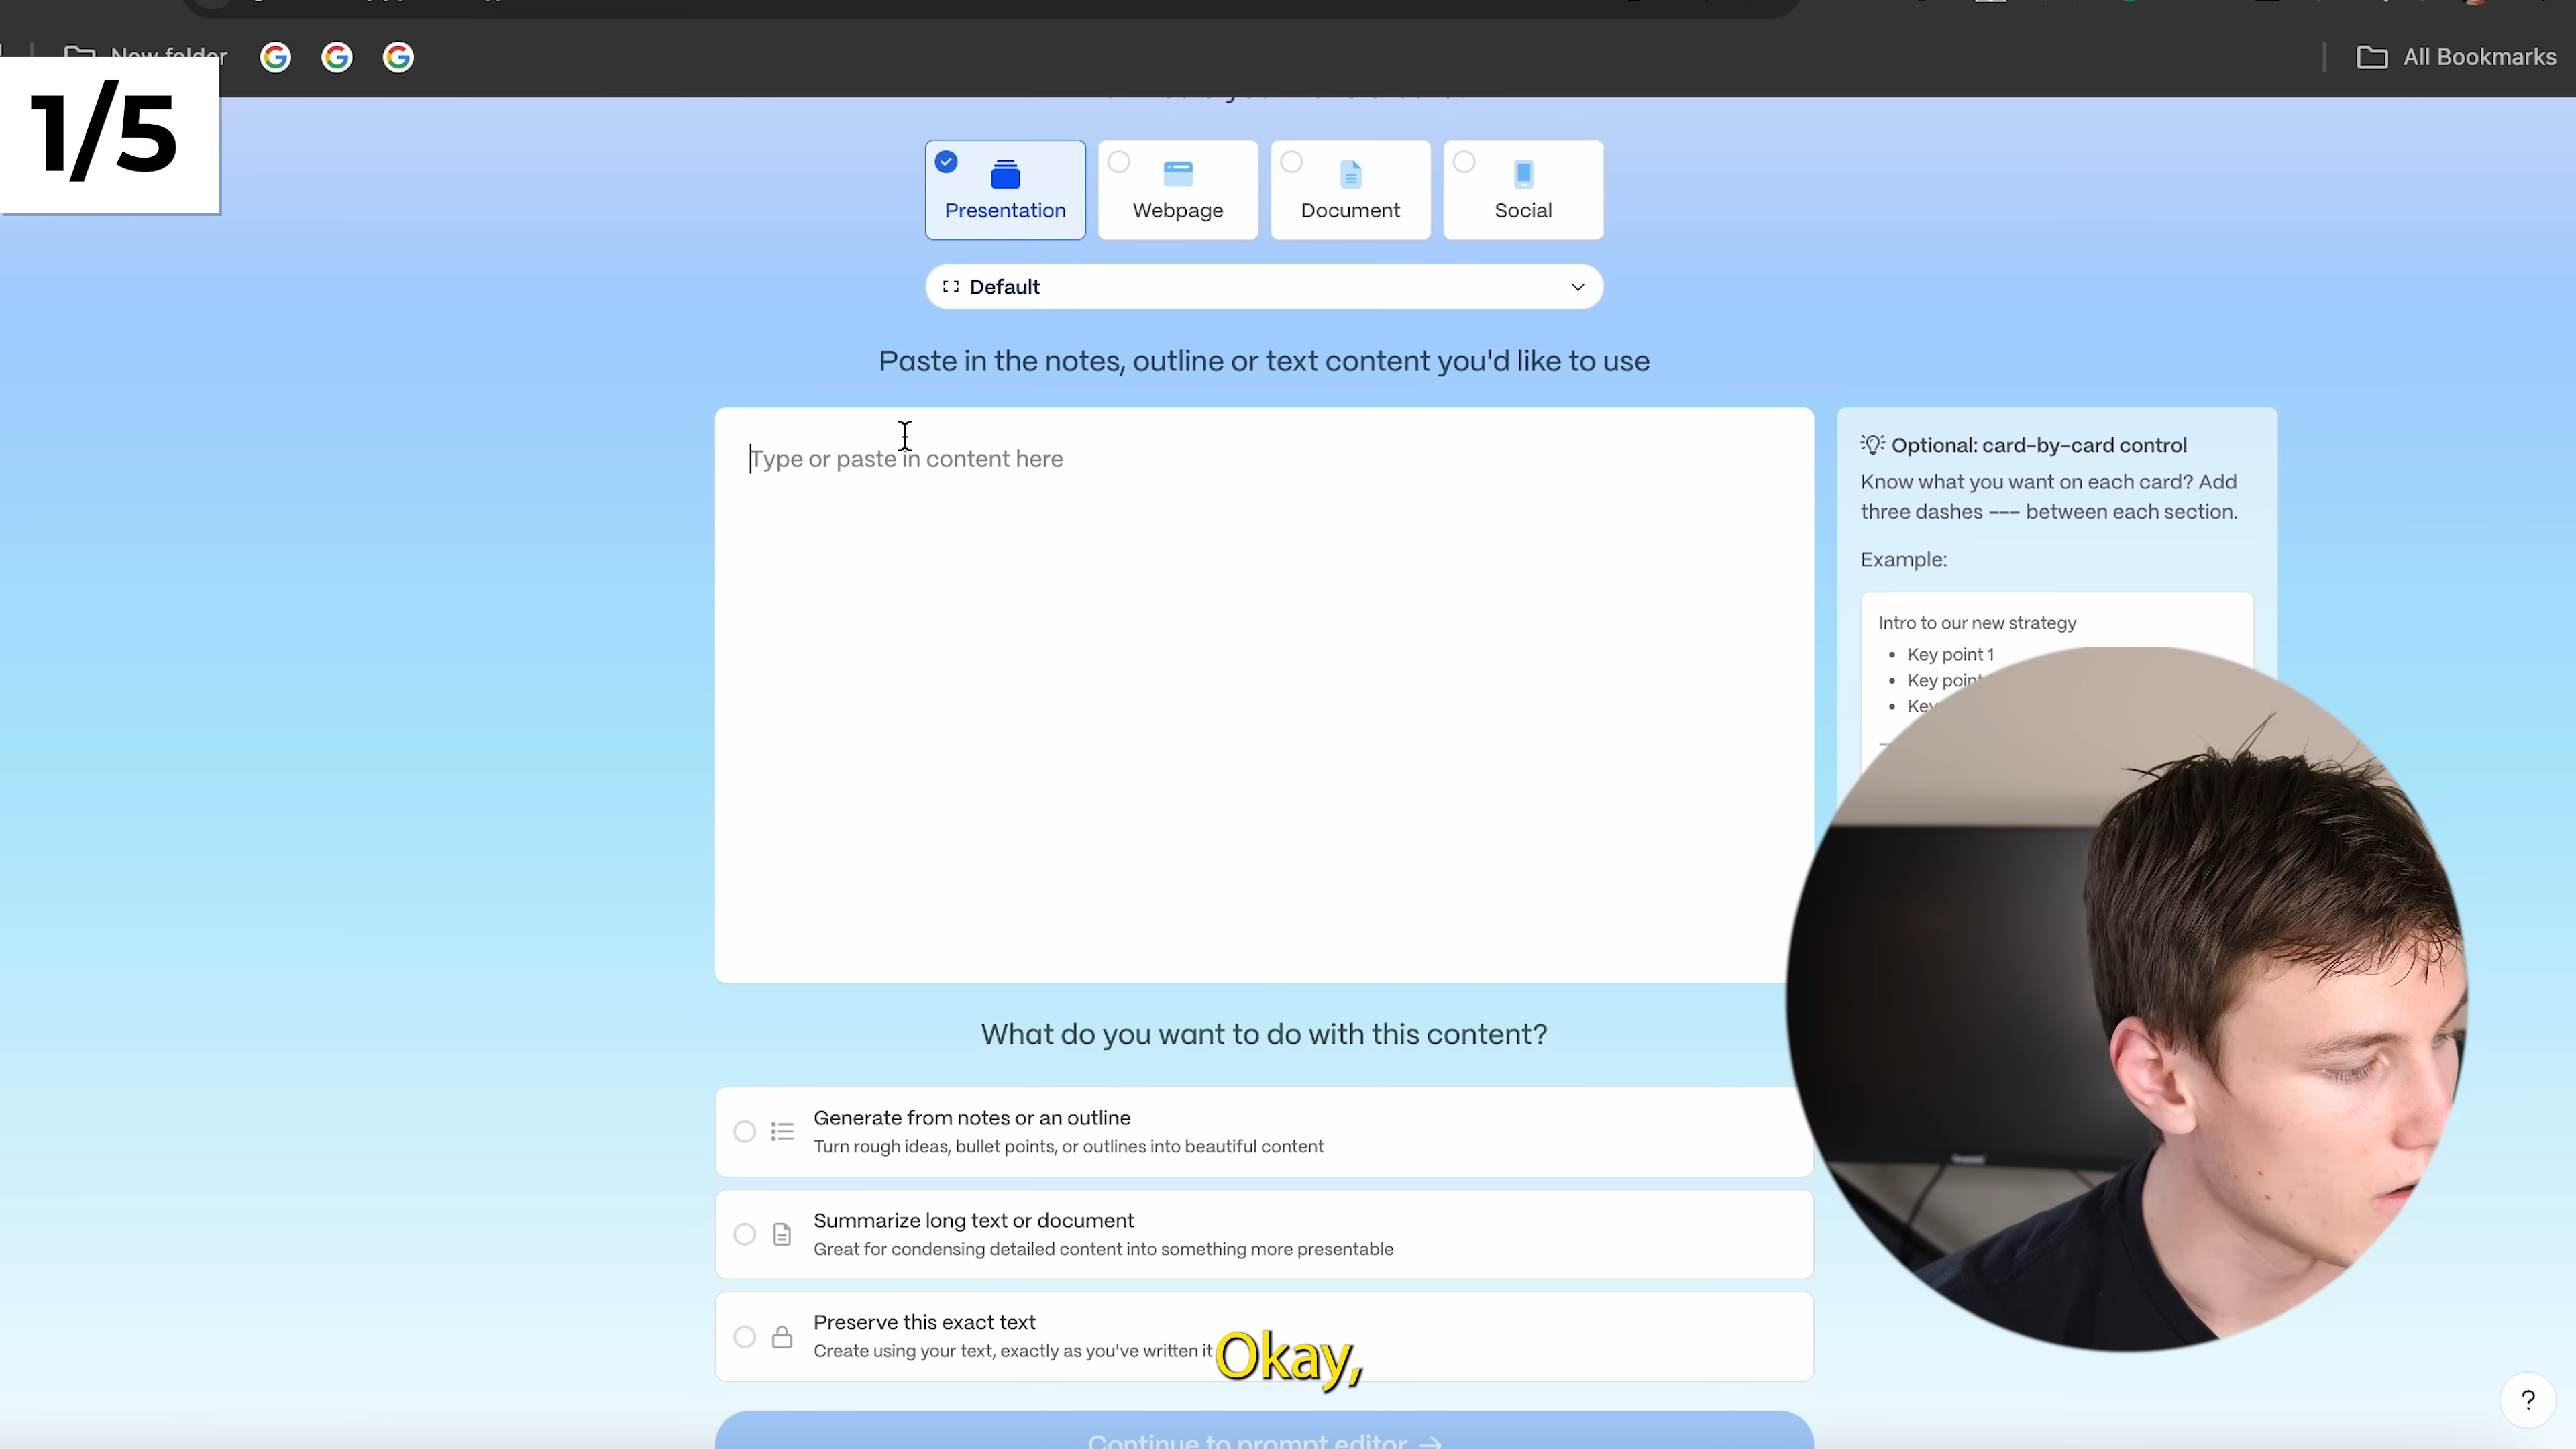 New folder
All Bookmarks
1/5
Presentation
Webpage
Document
Social
Default
Paste in the notes, outline or text content you'd like to use
Type or paste in content here
Optional: card-by-card control
Know what you want on each card? Add
three dashes --- between each section.
Example:
Intro to our new strategy
• Key point 1
• Key point
• Key
What do you want to do with this content?
Generate from notes or an outline
Turn rough ideas, bullet points, or outlines into beautiful content
Summarize long text or document
Great for condensing detailed content into something more presentable
Preserve this exact text
Create using your text, exactly as you've written it
Okay,
Continue to prompt editor →
?